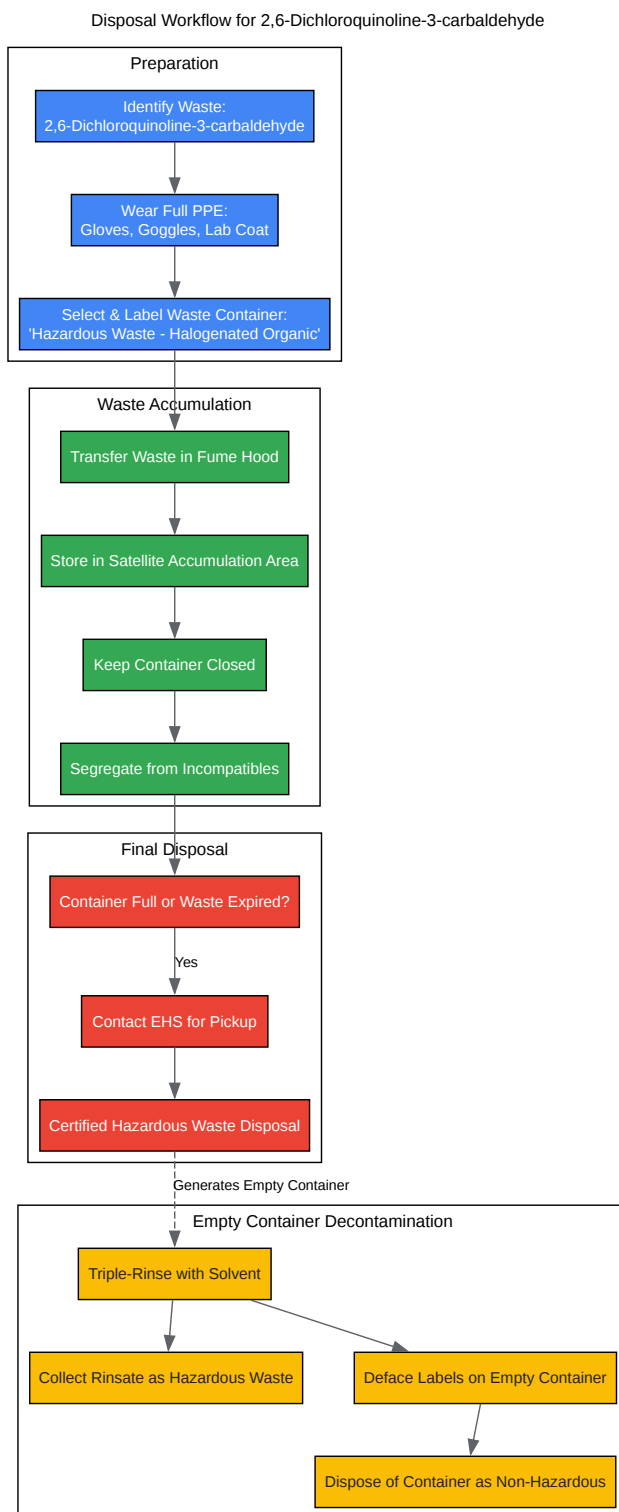 Disposal Workflow for 2,6-Dichloroquinoline-3-carbaldehyde
Preparation
Identify Waste:
2,6-Dichloroquinoline-3-carbaldehyde
Wear Full PPE:
Gloves, Goggles, Lab Coat
Select & Label Waste Container:
'Hazardous Waste - Halogenated Organic'
Waste Accumulation
Transfer Waste in Fume Hood
Store in Satellite Accumulation Area
Keep Container Closed
Segregate from Incompatibles
Final Disposal
Container Full or Waste Expired?
Yes
Contact EHS for Pickup
Certified Hazardous Waste Disposal
Generates Empty Container
Empty Container Decontamination
Triple-Rinse with Solvent
Collect Rinsate as Hazardous Waste
Deface Labels on Empty Container
Dispose of Container as Non-Hazardous